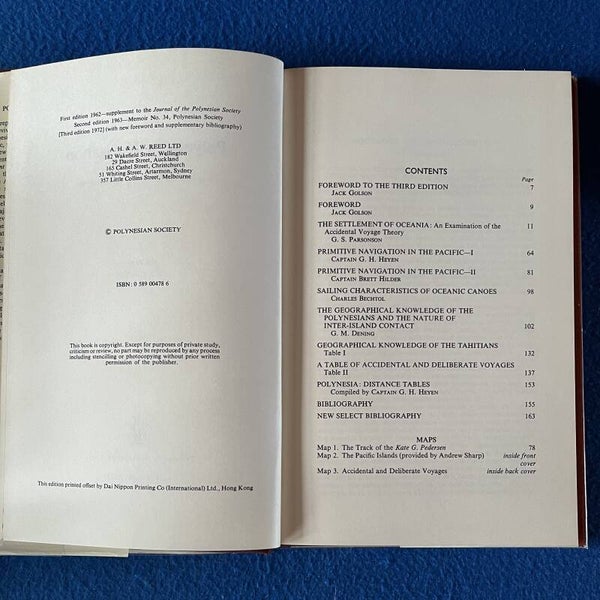 First edition 1962—supplement to the Journal of the Polynesian Society
Second edition 1963—Memoir No. 34, Polynesian Society
[Third edition 1972] (with new foreword and supplementary bibliography)
A. H. & A. W. REED LTD
182 Wakefield Street, Wellington
29 Dacre Street, Auckland
165 Cashel Street, Christchurch
51 Whiting Street, Artarmon, Sydney
357 Little Collins Street, Melbourne
© POLYNESIAN SOCIETY
ISBN: 0 589 00478 6
This book is copyright. Except for purposes of private study,
criticism or review, no part may be reproduced by any process
including stenciling or photocopying without prior written
permission of the publisher.
This edition printed offset by Dai Nippon Printing Co (International) Ltd., Hong Kong
CONTENTS
Page
FOREWORD TO THE THIRD EDITION 7
JACK GOLSON
FOREWORD 9
JACK GOLSON
THE SETTLEMENT OF OCEANIA: An Examination of the
Accidental Voyage Theory 11
G. S. PARSONSON
PRIMITIVE NAVIGATION IN THE PACIFIC—I 64
CAPTAIN G. H. HEYEN
PRIMITIVE NAVIGATION IN THE PACIFIC—II 81
CAPTAIN BRETT HILDER
SAILING CHARACTERISTICS OF OCEANIC CANOES 98
CHARLES BECHTOL
THE GEOGRAPHICAL KNOWLEDGE OF THE
POLYNESIANS AND THE NATURE OF
INTER-ISLAND CONTACT 102
G. M. DENING
GEOGRAPHICAL KNOWLEDGE OF THE TAHITIANS
Table I 132
A TABLE OF ACCIDENTAL AND DELIBERATE VOYAGES
Table II 137
POLYNESIA: DISTANCE TABLES 153
Compiled by CAPTAIN G. H. HEYEN
BIBLIOGRAPHY 155
NEW SELECT BIBLIOGRAPHY 163
MAPS
Map 1. The Track of the Kate G. Pedersen 78
Map 2. The Pacific Islands (provided by Andrew Sharp) inside front
cover
Map 3. Accidental and Deliberate Voyages inside back cover